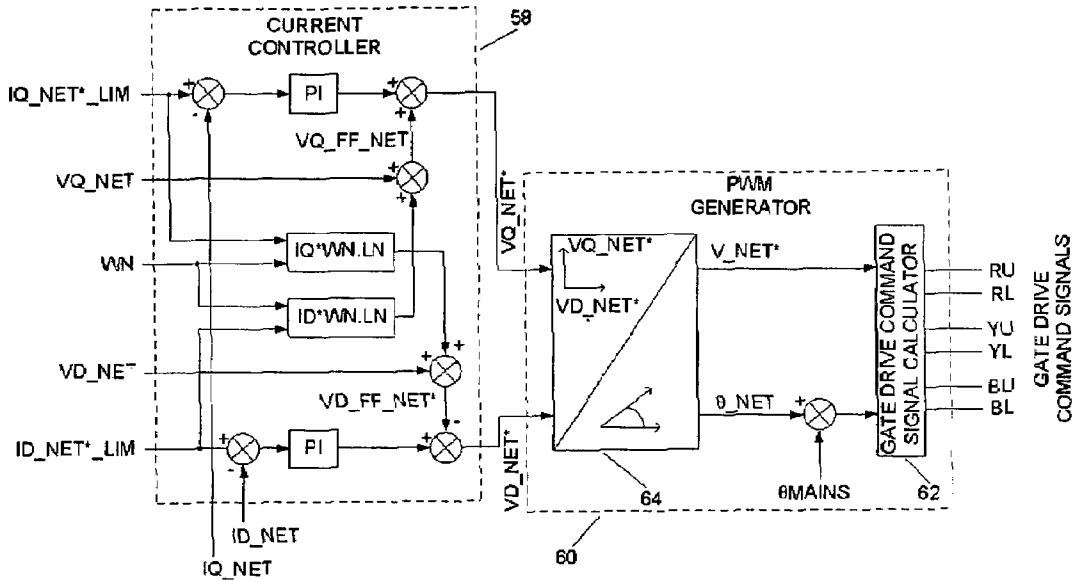 CURRENT
CONTROLLER
58
IQ_NET*_LIM
+
-
PI
+
+
VQ_FF_NET
VQ_NET
+
+
VQ_NET*
WN
IQ*WN.LN
ID*WN.LN
VD_NET
+
+
VD_FF_NET*
ID_NET*_LIM
+
-
PI
+
-
VD_NET*
ID_NET
IQ_NET
PWM
GENERATOR
VQ_NET*
VD_NET*
V_NET*
θ_NET
+
+
θMAINS
64
60
GATE DRIVE COMMAND
SIGNAL CALCULATOR
62
RU
RL
YU
YL
BU
BL
GATE DRIVE
COMMAND SIGNALS